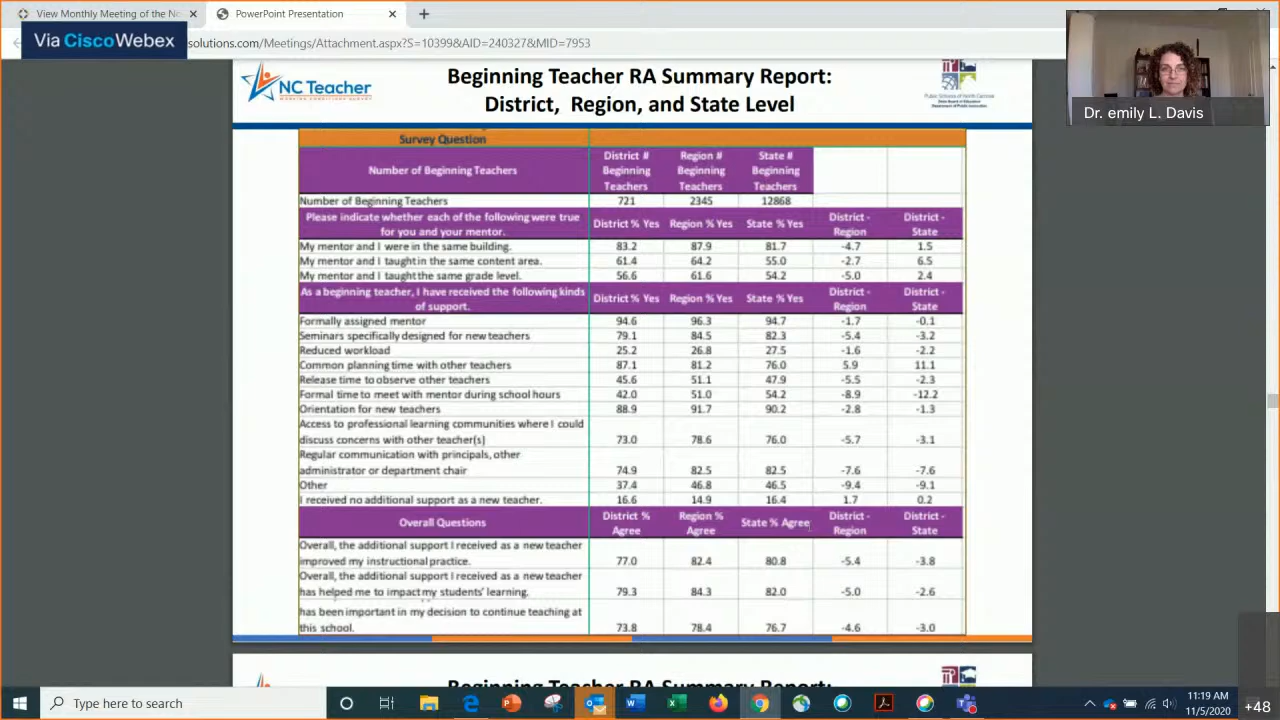 View Monthly Meeting of the N
PowerPoint Presentation
Via CiscoWebex
solutions.com/Meetings/Attachment.aspx?S=10399&AID=240327&MID=7953
Dr. emily L. Davis
NC Teacher
Beginning Teacher RA Summary Report:
District, Region, and State Level
Public Schools of North Carolina
State Board of Education
Department of Public Instruction
Survey Question
Number of Beginning Teachers District # Beginning Teachers Region # Beginning Teachers State # Beginning Teachers
Number of Beginning Teachers 721 2345 12868
Please indicate whether each of the following were true for you and your mentor. District % Yes Region % Yes State % Yes District - Region District - State
My mentor and I were in the same building. 83.2 87.9 81.7 -4.7 1.5
My mentor and I taught in the same content area. 61.4 64.2 55.0 -2.7 6.5
My mentor and I taught the same grade level. 56.6 61.6 54.2 -5.0 2.4
As a beginning teacher, I have received the following kinds of support. District % Yes Region % Yes State % Yes District - Region District - State
Formally assigned mentor 94.6 96.3 94.7 -1.7 -0.1
Seminars specifically designed for new teachers 79.1 84.5 82.3 -5.4 -3.2
Reduced workload 25.2 26.8 27.5 -1.6 -2.2
Common planning time with other teachers 87.1 81.2 76.0 5.9 11.1
Release time to observe other teachers 45.6 51.1 47.9 -5.5 -2.3
Formal time to meet with mentor during school hours 42.0 51.0 54.2 -8.9 -12.2
Orientation for new teachers 88.9 91.7 90.2 -2.8 -1.3
Access to professional learning communities where I could
discuss concerns with other teacher(s) 73.0 78.6 76.0 -5.7 -3.1
Regular communication with principals, other
administrator or department chair 74.9 82.5 82.5 -7.6 -7.6
Other 37.4 46.8 46.5 -9.4 -9.1
I received no additional support as a new teacher. 16.6 14.9 16.4 1.7 0.2
Overall Questions District % Agree Region % Agree State % Agree District - Region District - State
Overall, the additional support I received as a new teacher
improved my instructional practice. 77.0 82.4 80.8 -5.4 -3.8
Overall, the additional support I received as a new teacher
has helped me to impact my students' learning. 79.3 84.3 82.0 -5.0 -2.6
has been important in my decision to continue teaching at
this school. 73.8 78.4 76.7 -4.6 -3.0
Beginning Teacher RA Summary Report:
Type here to search
11:19 AM
11/5/2020
+48